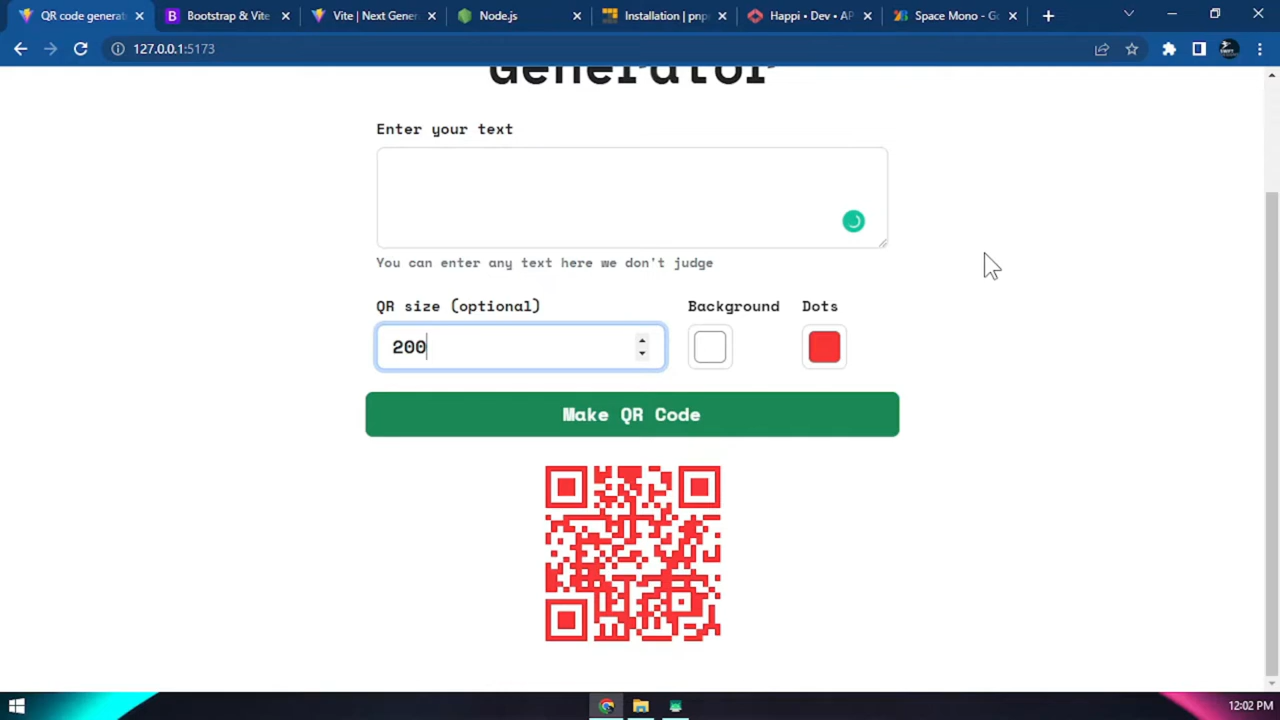 QR code generat
Bootstrap & Vite
Vite | Next Gener
Node.js
Installation | pnp
Happi • Dev • AP
Space Mono - Go
127.0.0.1:5173
Generator
Enter your text
You can enter any text here we don't judge
QR size (optional)
Background
Dots
200
Make QR Code
12:02 PM